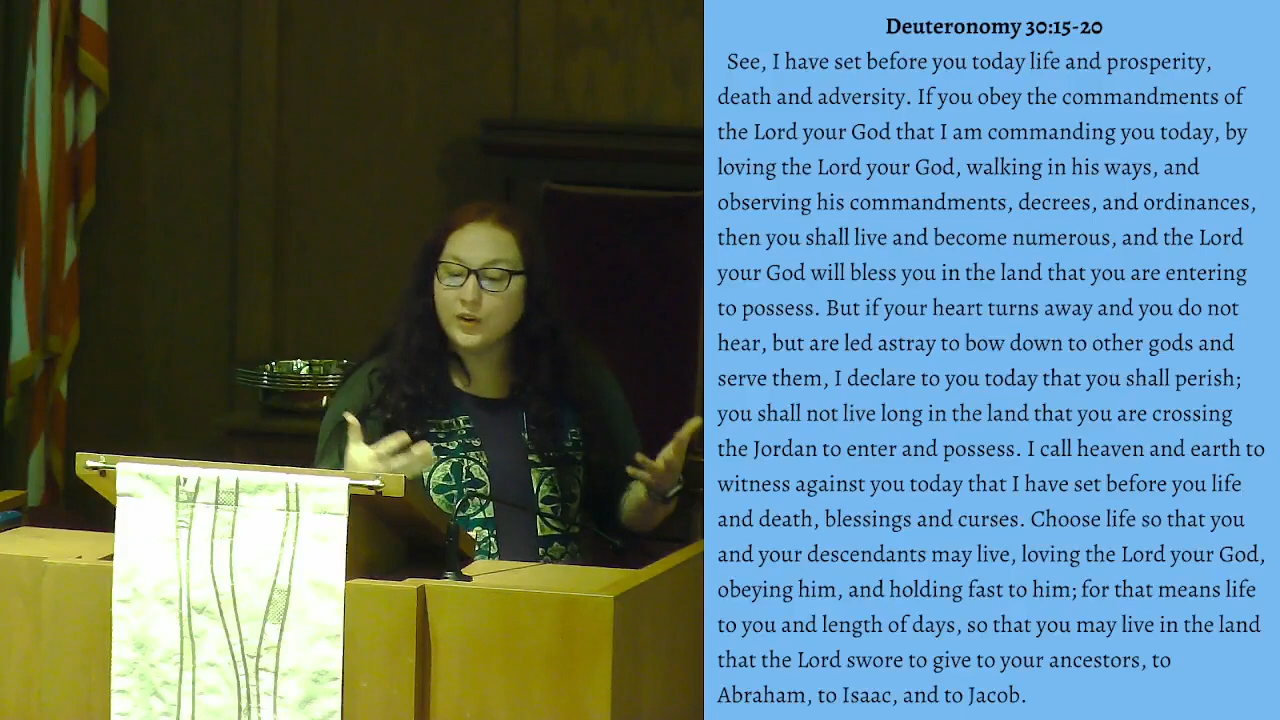 Deuteronomy 30:15-20
See, I have set before you today life and prosperity,
death and adversity. If you obey the commandments of
the Lord your God that I am commanding you today, by
loving the Lord your God, walking in his ways, and
observing his commandments, decrees, and ordinances,
then you shall live and become numerous, and the Lord
your God will bless you in the land that you are entering
to possess. But if your heart turns away and you do not
hear, but are led astray to bow down to other gods and
serve them, I declare to you today that you shall perish;
you shall not live long in the land that you are crossing
the Jordan to enter and possess. I call heaven and earth to
witness against you today that I have set before you life
and death, blessings and curses. Choose life so that you
and your descendants may live, loving the Lord your God,
obeying him, and holding fast to him; for that means life
to you and length of days, so that you may live in the land
that the Lord swore to give to your ancestors, to
Abraham, to Isaac, and to Jacob.